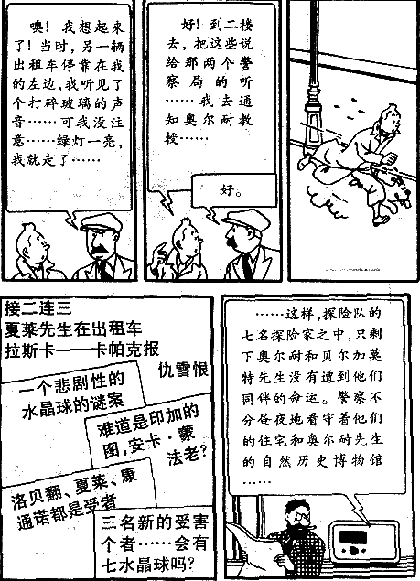 噢！我想起来
了！当时，另一辆
出租车停靠在我
的左边，我听见了
个打碎玻璃的声
音……可我没注
意……绿灯一亮，
我就走了……
好！到二楼
去，把这些说
给那两个警
察局的听
……我去通
知奥尔耐教
授……
好。
接二连三
夏莱先生在出租车
拉斯卡——卡帕克报
仇雪恨
一个悲剧性的
水晶球的谜案
难道是印加的
图，安卡·蒙
法老？
洛贝翻、夏莱、康
通诺都是受者
三名新的受害
个者……会有
七水晶球吗？
……这样，探险队的
七名探险家之中，只剩
下奥尔耐和贝尔加莫
特先生没有遭到他们
同伴的命运。警察不
分昼夜地看守着他们
的住宅和奥尔耐先生
的自然历史博物馆
……